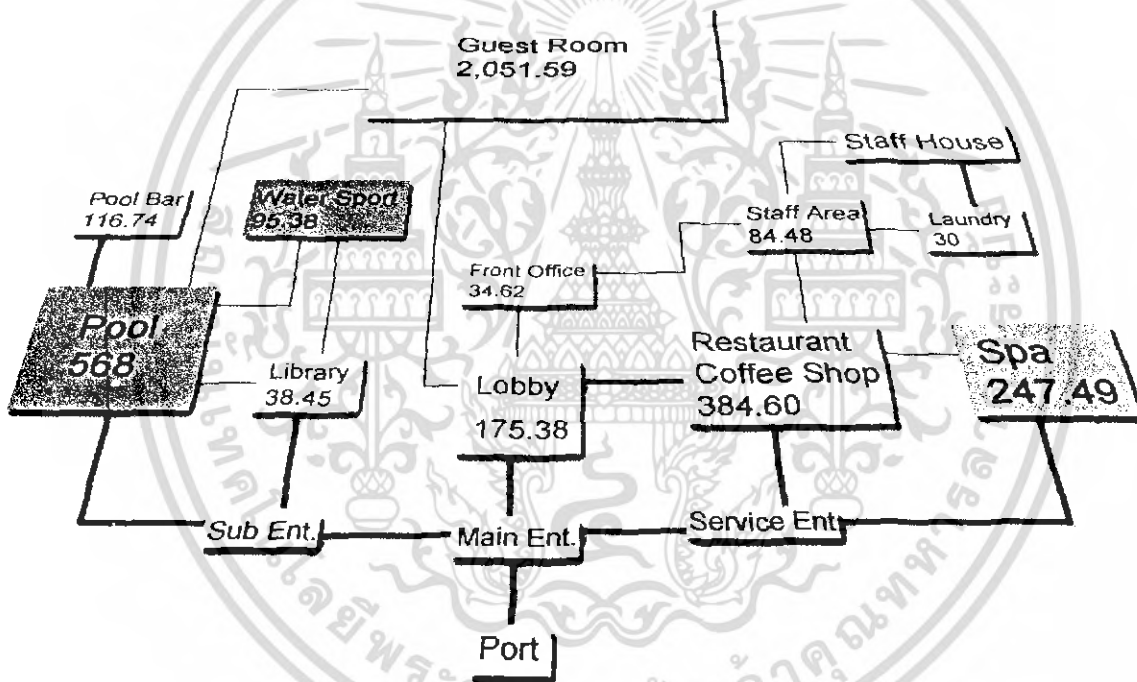 Guest Room
2,051.59
Staff House
Pool Bar
116.74
Water Sport
95.38
Staff Area
84.48
Laundry
30
Front Office
34.62
Pool
568
Library
38.45
Lobby
175.38
Restaurant
Coffee Shop
384.60
Spa
247.49
Sub Ent.
Main Ent.
Service Ent
Port